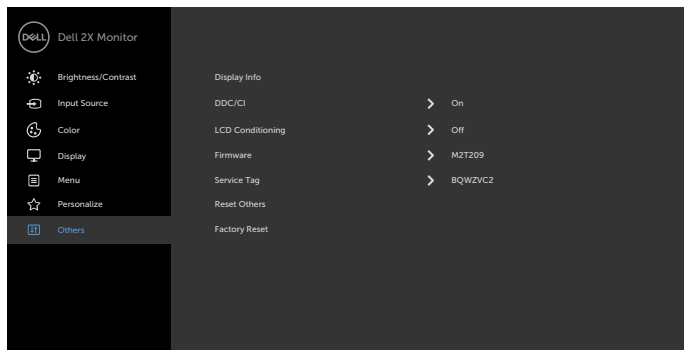 DELL Dell 2X Monitor
Brightness/Contrast Display Info
Input Source DDC/CI On
Color LCD Conditioning Off
Display Firmware M2T209
Menu Service Tag BQWZVC2
Personalize Reset Others
Others Factory Reset